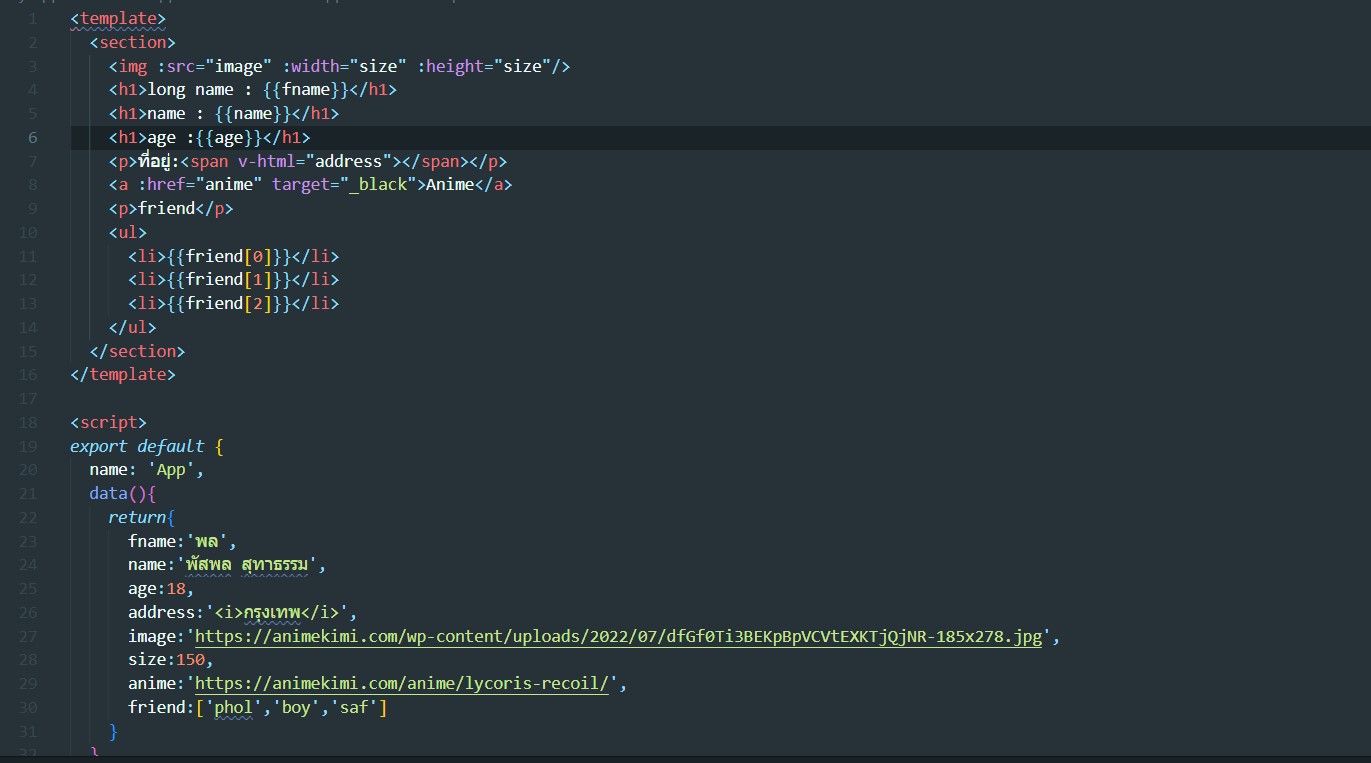 1 <template>
2 <section>
3 <img :src="image" :width="size" :height="size"/>
4 <h1>long name : {{fname}}</h1>
5 <h1>name : {{name}}</h1>
6 <h1>age :{{age}}</h1>
7 <p>ที่อยู่:<span v-html="address"></span></p>
8 <a :href="anime" target="_black">Anime</a>
9 <p>friend</p>
10 <ul>
11 <li>{{friend[0]}}</li>
12 <li>{{friend[1]}}</li>
13 <li>{{friend[2]}}</li>
14 </ul>
15 </section>
16 </template>
17
18 <script>
19 export default {
20 name: 'App',
21 data(){
22 return{
23 fname:'พล',
24 name:'พัสพล สุทาธรรม',
25 age:18,
26 address:'<i>กรุงเทพ</i>',
27 image:'https://animekimi.com/wp-content/uploads/2022/07/dfGf0Ti3BEKpBpVCVtEXKTjQjNR-185x278.jpg',
28 size:150,
29 anime:'https://animekimi.com/anime/lycoris-recoil/',
30 friend:['phol','boy','saf']
31 }
32 }